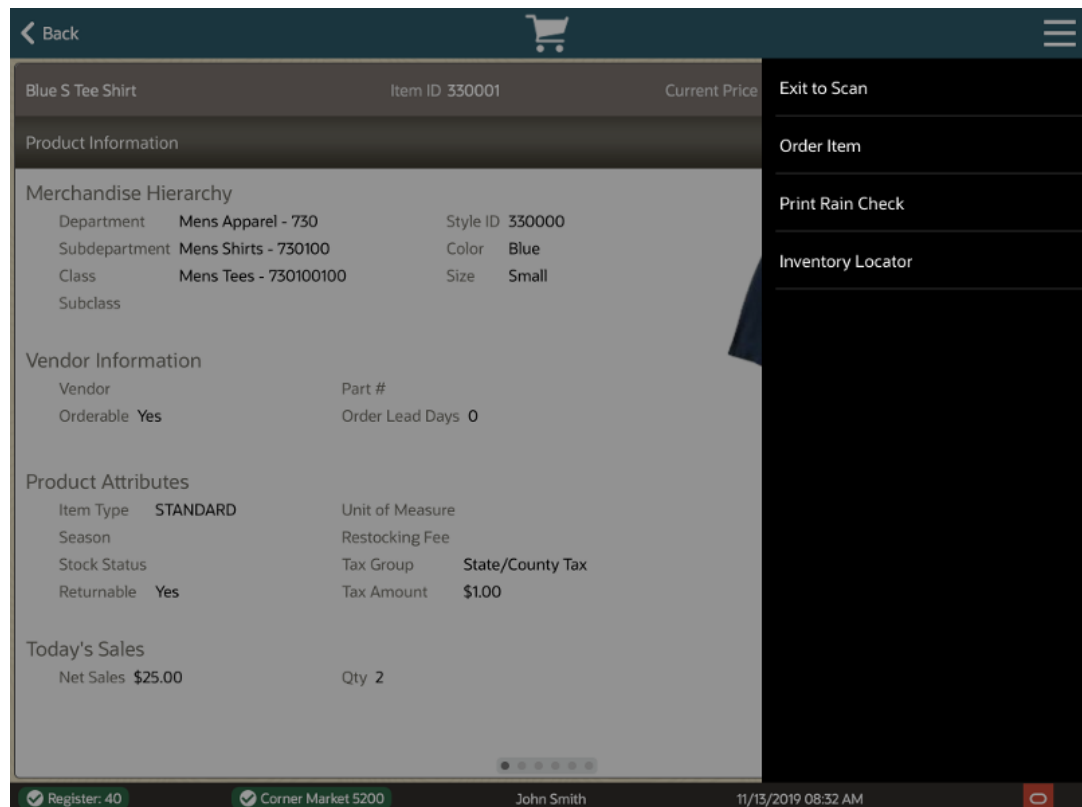 Back
Blue S Tee Shirt Item ID 330001 Current Price
Product Information
Merchandise Hierarchy
Department Mens Apparel - 730 Style ID 330000
Subdepartment Mens Shirts - 730100 Color Blue
Class Mens Tees - 730100100 Size Small
Subclass
Vendor Information
Vendor Part #
Orderable Yes Order Lead Days 0
Product Attributes
Item Type STANDARD Unit of Measure
Season Restocking Fee
Stock Status Tax Group State/County Tax
Returnable Yes Tax Amount $1.00
Today's Sales
Net Sales $25.00 Qty 2
Exit to Scan
Order Item
Print Rain Check
Inventory Locator
Register: 40 Corner Market 5200 John Smith 11/13/2019 08:32 AM